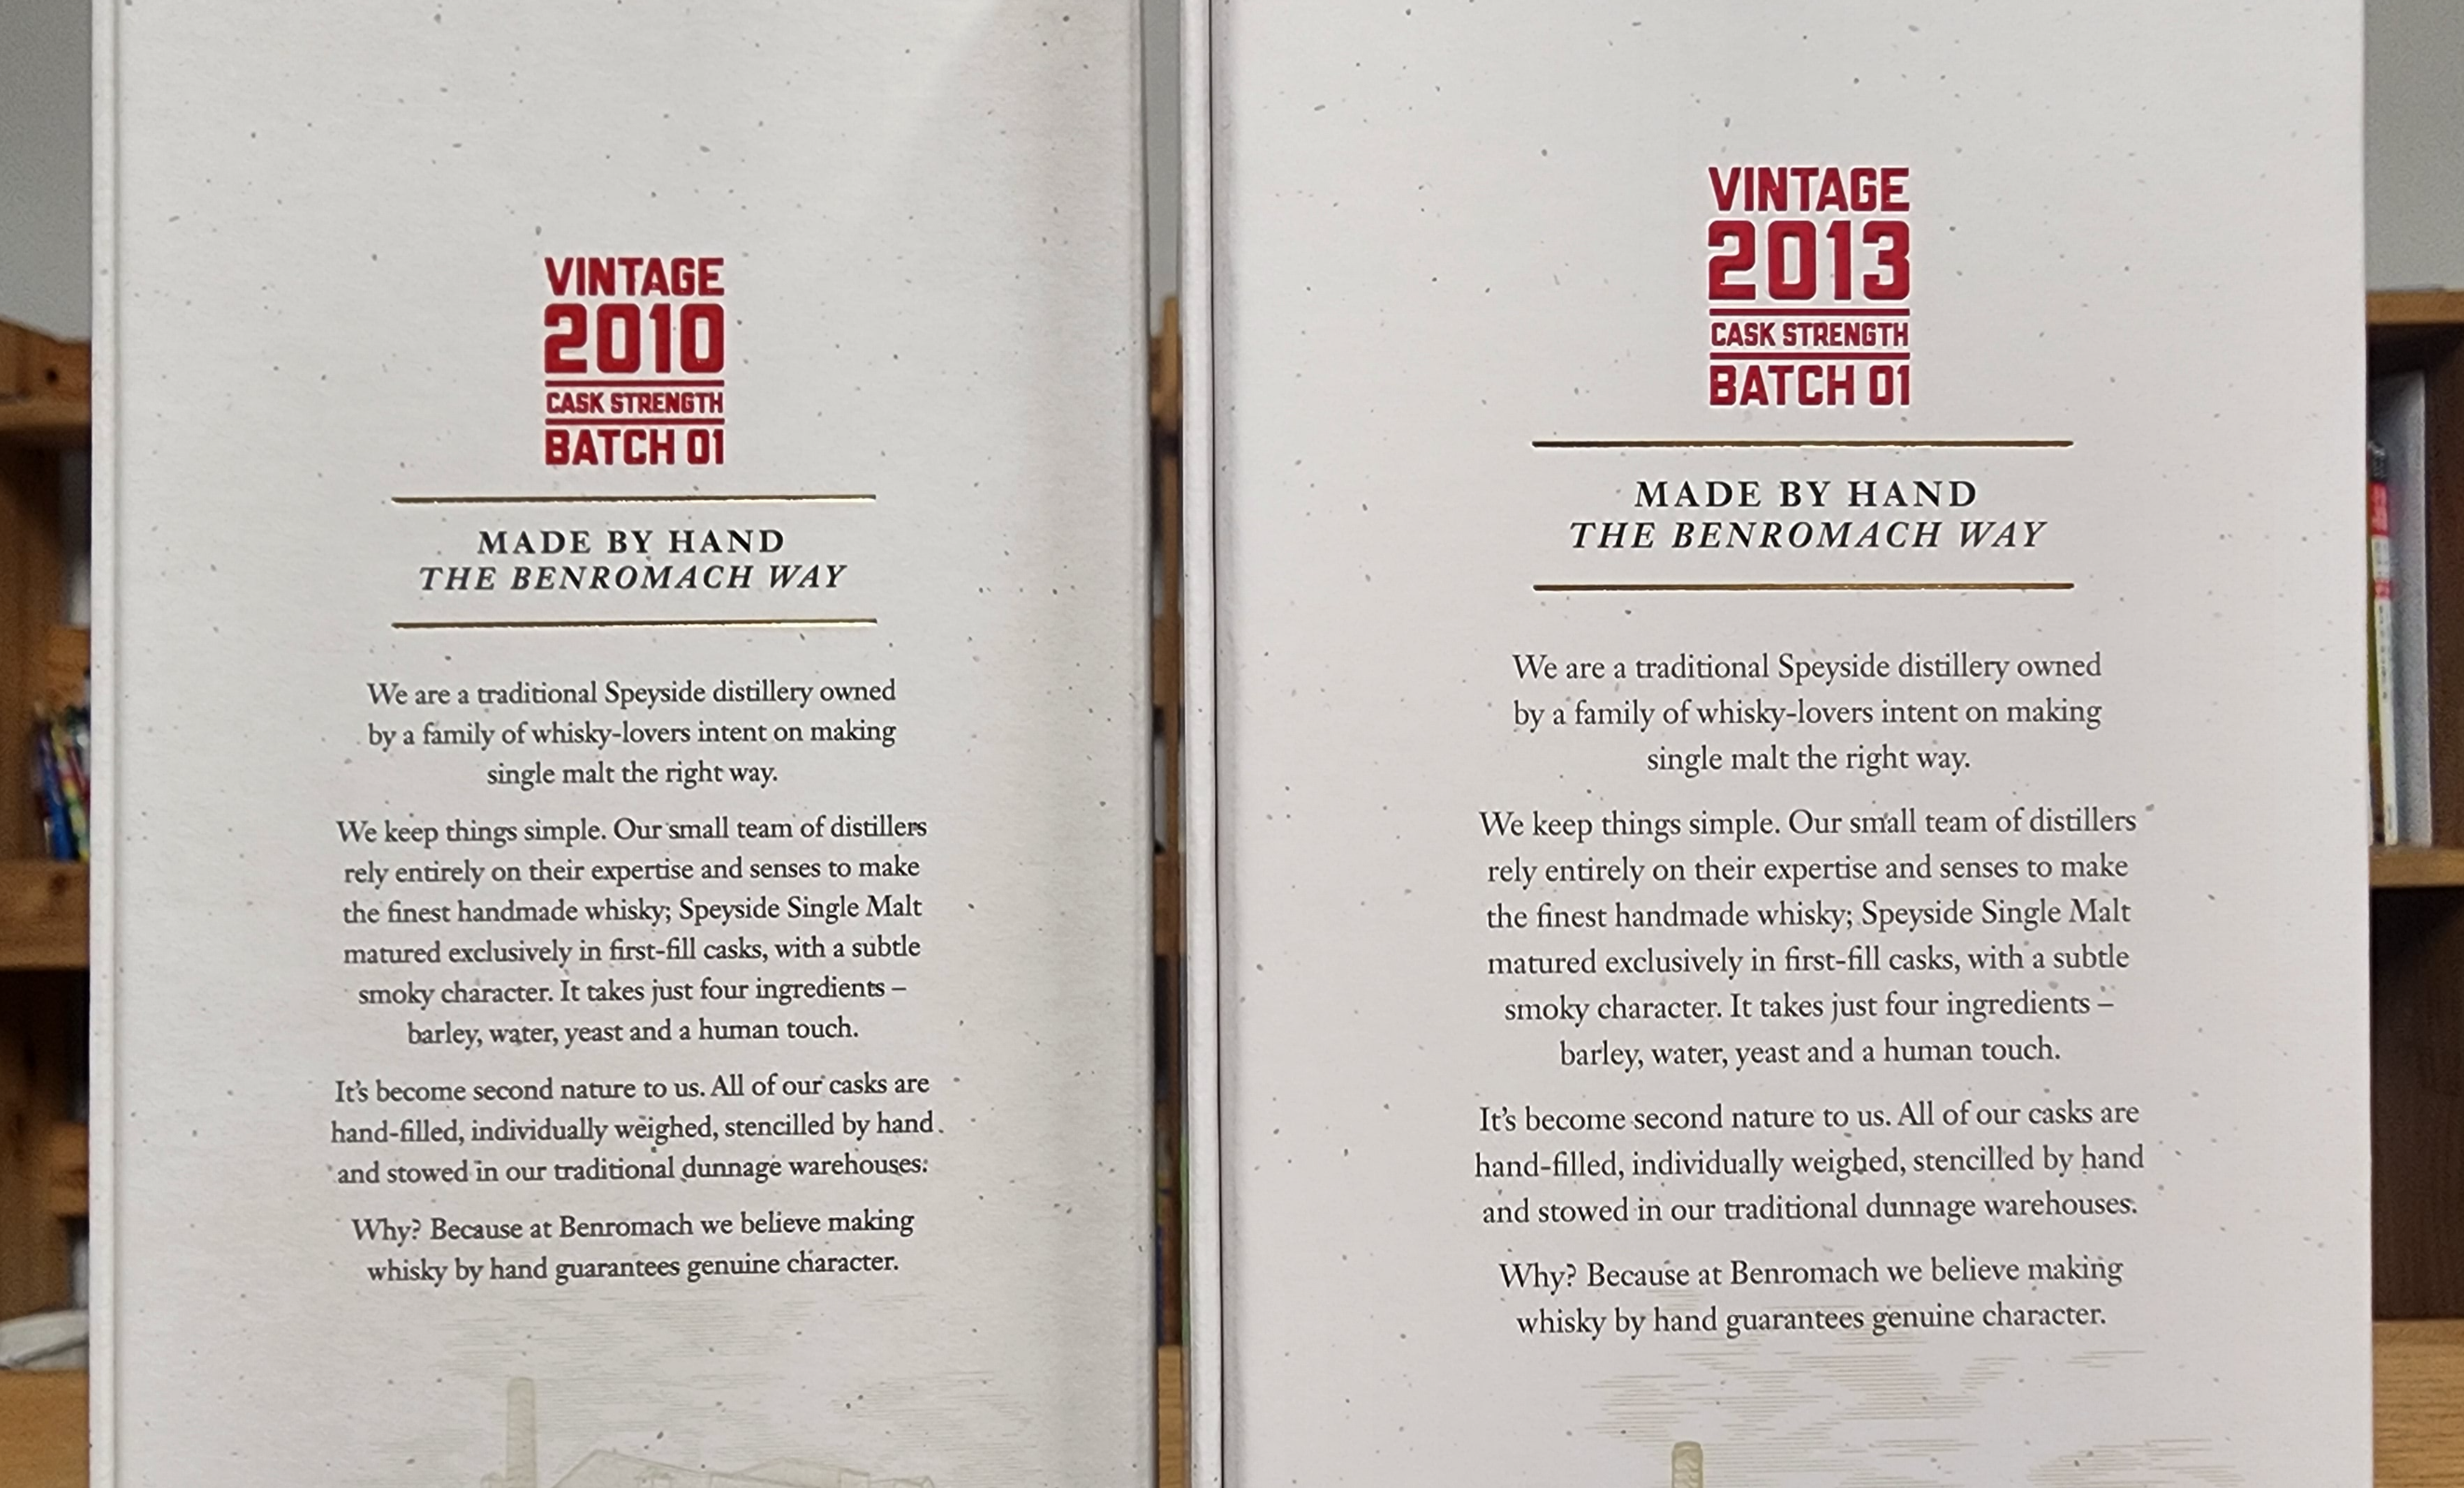 VINTAGE
2010
CASK STRENGTH
BATCH 01
MADE BY HAND
THE BENROMACH WAY
We are a traditional Speyside distillery owned
by a family of whisky-lovers intent on making
single malt the right way.
We keep things simple. Our small team of distillers
rely entirely on their expertise and senses to make
the finest handmade whisky; Speyside Single Malt
matured exclusively in first-fill casks, with a subtle
smoky character. It takes just four ingredients –
barley, water, yeast and a human touch.
It’s become second nature to us. All of our casks are
hand-filled, individually weighed, stencilled by hand
and stowed in our traditional dunnage warehouses.
Why? Because at Benromach we believe making
whisky by hand guarantees genuine character.
VINTAGE
2013
CASK STRENGTH
BATCH 01
MADE BY HAND
THE BENROMACH WAY
We are a traditional Speyside distillery owned
by a family of whisky-lovers intent on making
single malt the right way.
We keep things simple. Our small team of distillers
rely entirely on their expertise and senses to make
the finest handmade whisky; Speyside Single Malt
matured exclusively in first-fill casks, with a subtle
smoky character. It takes just four ingredients –
barley, water, yeast and a human touch.
It’s become second nature to us. All of our casks are
hand-filled, individually weighed, stencilled by hand
and stowed in our traditional dunnage warehouses.
Why? Because at Benromach we believe making
whisky by hand guarantees genuine character.